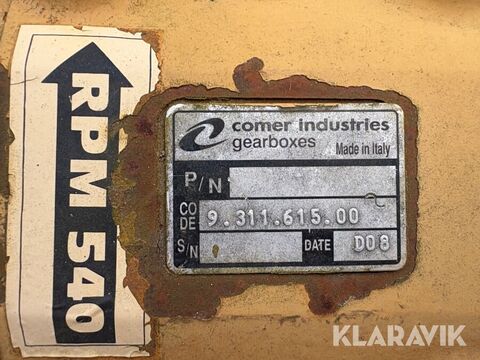 RPM 540
comer industries
gearboxes
Made in Italy
P/N
CODE 9.311.615.00
S/N DATE D08
KLARAVIK